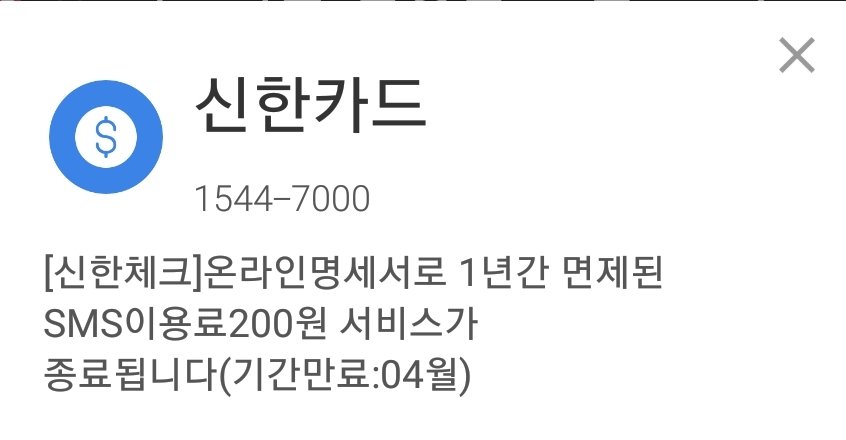 신한카드
$
1544-7000
[신한체크]온라인명세서로 1년간 면제된
SMS이용료200원 서비스가
종료됩니다(기간만료:04월)